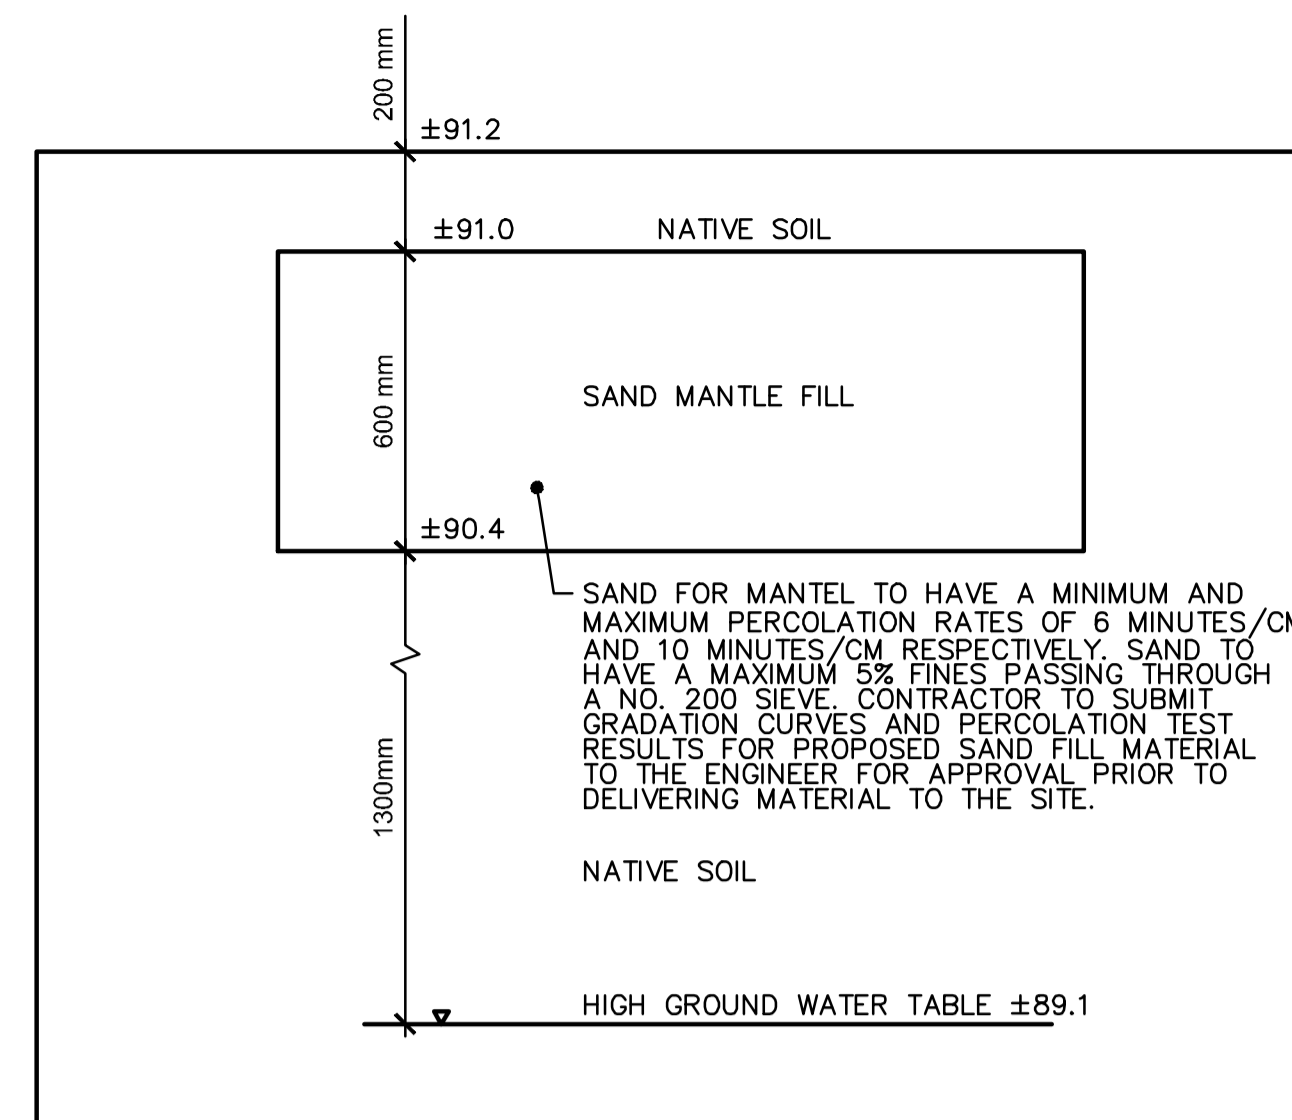 200 mm
±91.2
±91.0
NATIVE SOIL
600 mm
SAND MANTLE FILL
±90.4
SAND FOR MANTEL TO HAVE A MINIMUM AND
MAXIMUM PERCOLATION RATES OF 6 MINUTES/CM
AND 10 MINUTES/CM RESPECTIVELY. SAND TO
HAVE A MAXIMUM 5% FINES PASSING THROUGH
A NO. 200 SIEVE. CONTRACTOR TO SUBMIT
GRADATION CURVES AND PERCOLATION TEST
RESULTS FOR PROPOSED SAND FILL MATERIAL
TO THE ENGINEER FOR APPROVAL PRIOR TO
DELIVERING MATERIAL TO THE SITE.
1300mm
NATIVE SOIL
HIGH GROUND WATER TABLE ±89.1